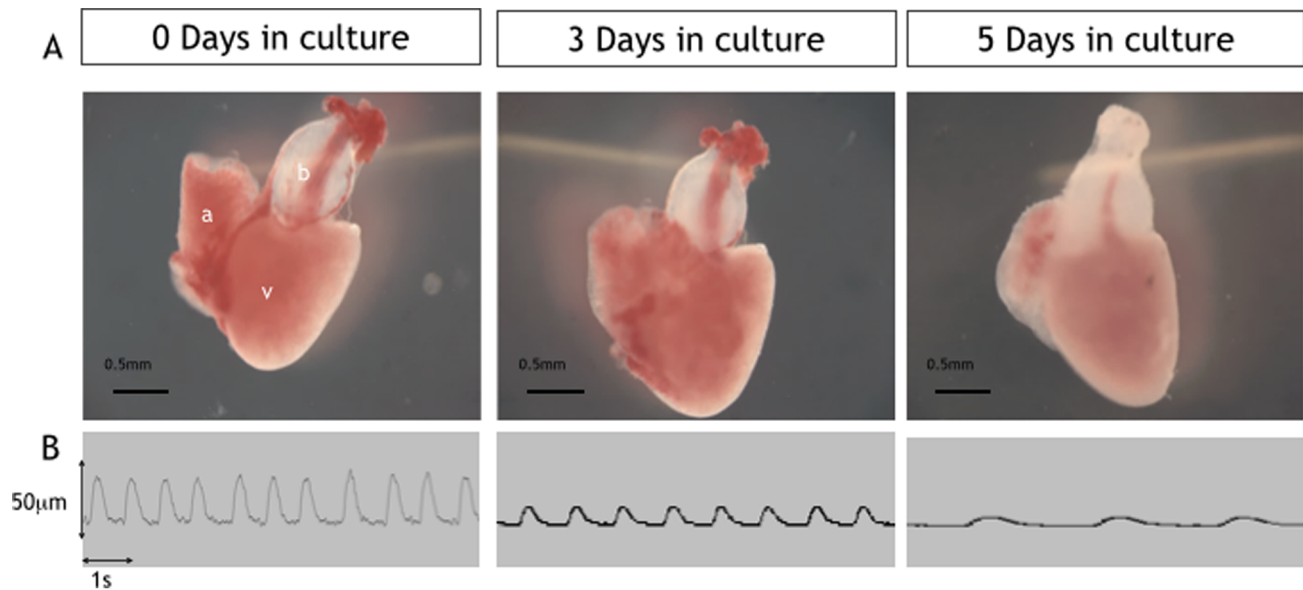 A
0 Days in culture
3 Days in culture
5 Days in culture
a
b
v
0.5mm
0.5mm
0.5mm
B
50μm
1s